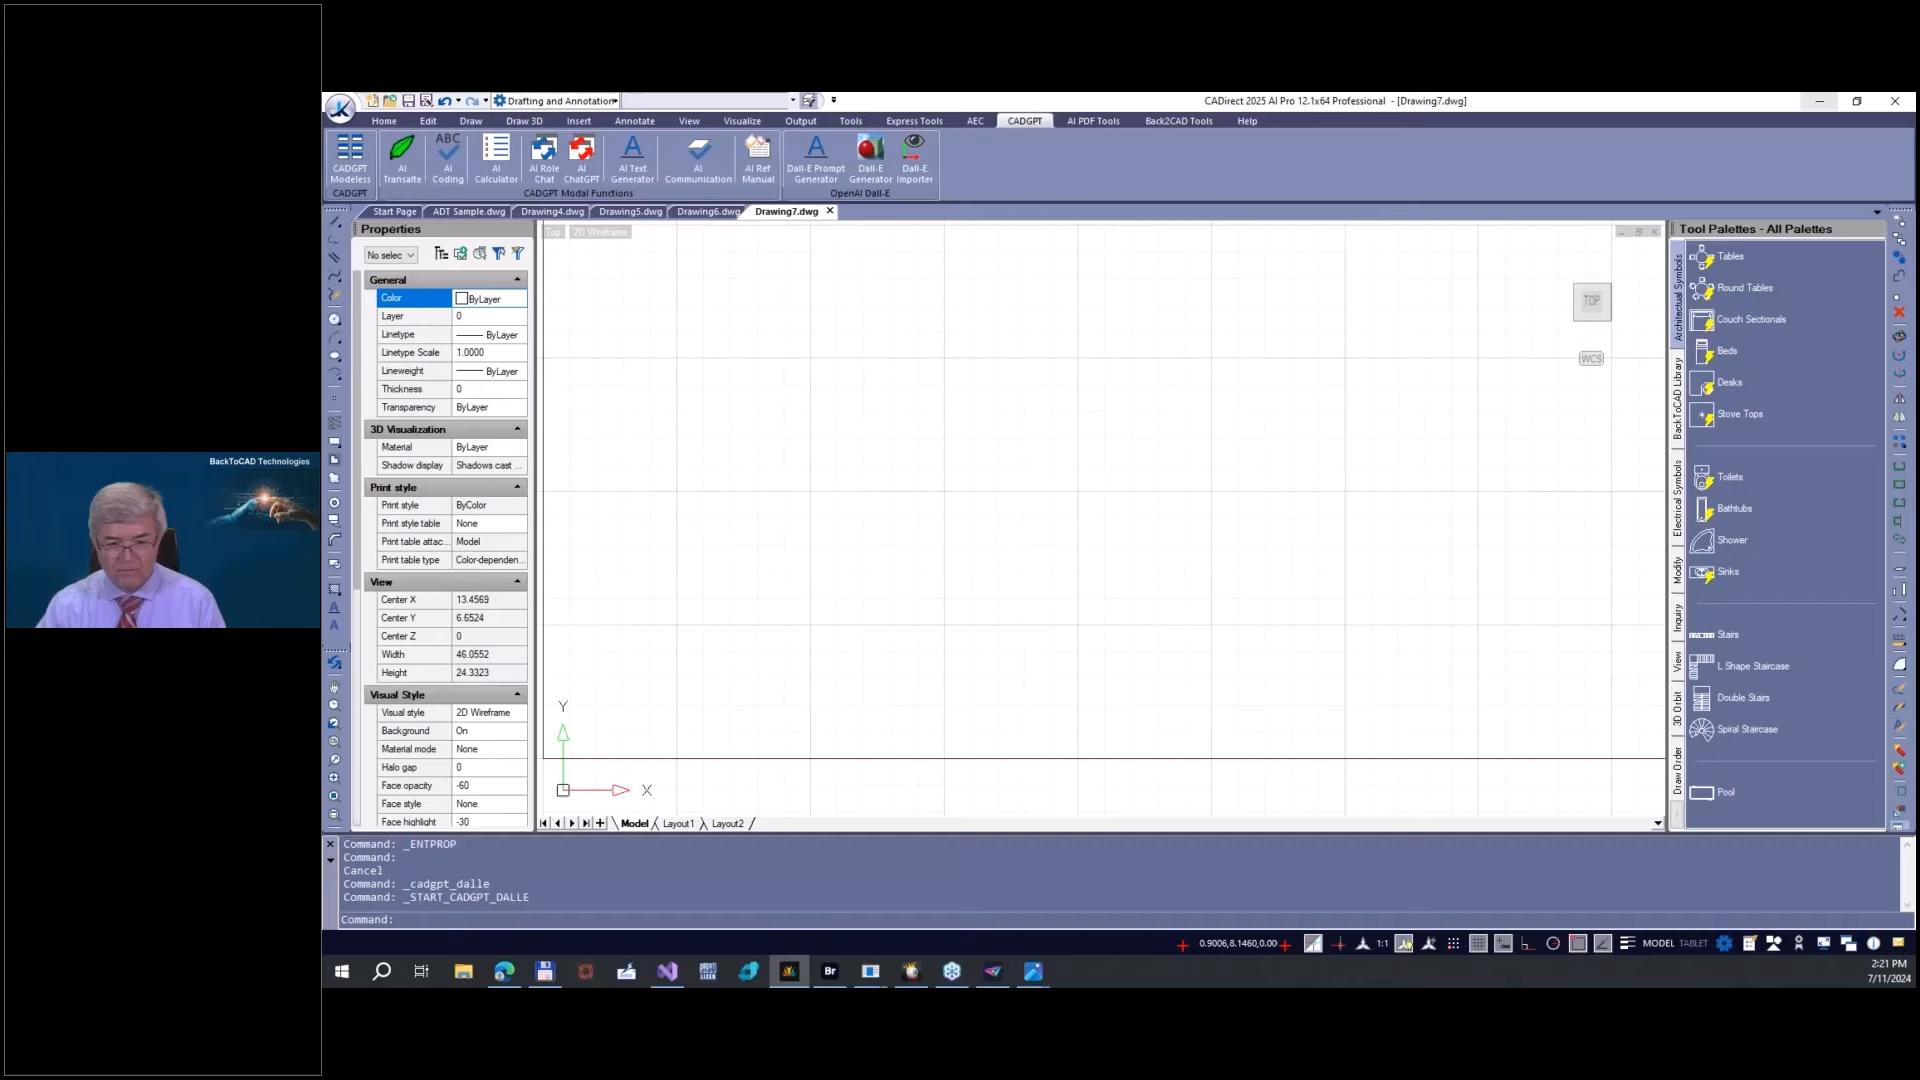 BackToCAD Technologies
Drafting and Annotation
CADirect 2025 AI Pro 12.1x64 Professional - [Drawing7.dwg]
Home Edit Draw Draw 3D Insert Annotate View Visualize Output Tools Express Tools AEC CADGPT AI PDF Tools Back2CAD Tools Help
CADGPT Modeless
AI Transalte
ABC
AI Coding
AI Calculator
AI Role Chat
AI ChatGPT
AI Text Generator
AI Communication
AI Ref Manual
Dall-E Prompt Generator
Dall-E Generator
Dall-E Importer
CADGPT
CADGPT Modal Functions
OpenAI Dall-E
Start Page ADT Sample.dwg Drawing4.dwg Drawing5.dwg Drawing6.dwg Drawing7.dwg
Properties
No selec
General
Color ByLayer
Layer 0
Linetype ByLayer
Linetype Scale 1.0000
Lineweight ByLayer
Thickness 0
Transparency ByLayer
3D Visualization
Material ByLayer
Shadow display Shadows cast ...
Print style
Print style ByColor
Print style table None
Print table attac... Model
Print table type Color-dependen...
View
Center X 13.4569
Center Y 6.6524
Center Z 0
Width 46.0552
Height 24.3323
Visual Style
Visual style 2D Wireframe
Background On
Material mode None
Halo gap 0
Face opacity -60
Face style None
Face highlight -30
Top 2D Wireframe
TOP
WCS
Y
X
Model Layout1 Layout2
Tool Palettes - All Palettes
Architectural Symbols
BackToCAD Library
Electrical Symbols
Modify
Inquiry
View
3D Orbit
Draw Order
Tables
Round Tables
Couch Sectionals
Beds
Desks
Stove Tops
Toilets
Bathtubs
Shower
Sinks
Stairs
L Shape Staircase
Double Stairs
Spiral Staircase
Pool
Command: _ENTPROP
Command:
Cancel
Command: _cadgpt_dalle
Command: _START_CADGPT_DALLE
Command:
0.9006,8.1460,0.00
1:1
MODEL TABLET
Br
2:21 PM
7/11/2024